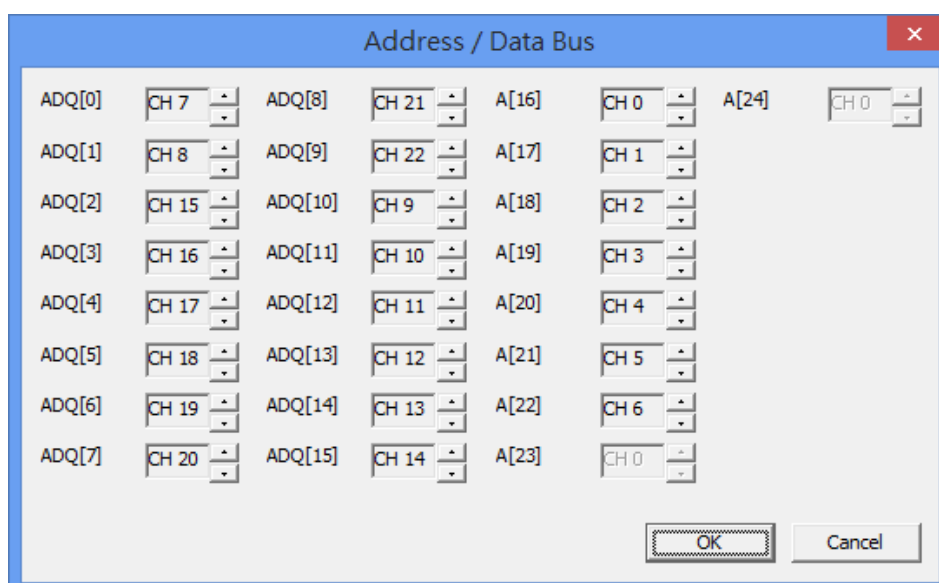 Address / Data Bus
ADQ[0] CH 7 ADQ[8] CH 21 A[16] CH 0 A[24] CH 0
ADQ[1] CH 8 ADQ[9] CH 22 A[17] CH 1
ADQ[2] CH 15 ADQ[10] CH 9 A[18] CH 2
ADQ[3] CH 16 ADQ[11] CH 10 A[19] CH 3
ADQ[4] CH 17 ADQ[12] CH 11 A[20] CH 4
ADQ[5] CH 18 ADQ[13] CH 12 A[21] CH 5
ADQ[6] CH 19 ADQ[14] CH 13 A[22] CH 6
ADQ[7] CH 20 ADQ[15] CH 14 A[23] CH 0
OK Cancel